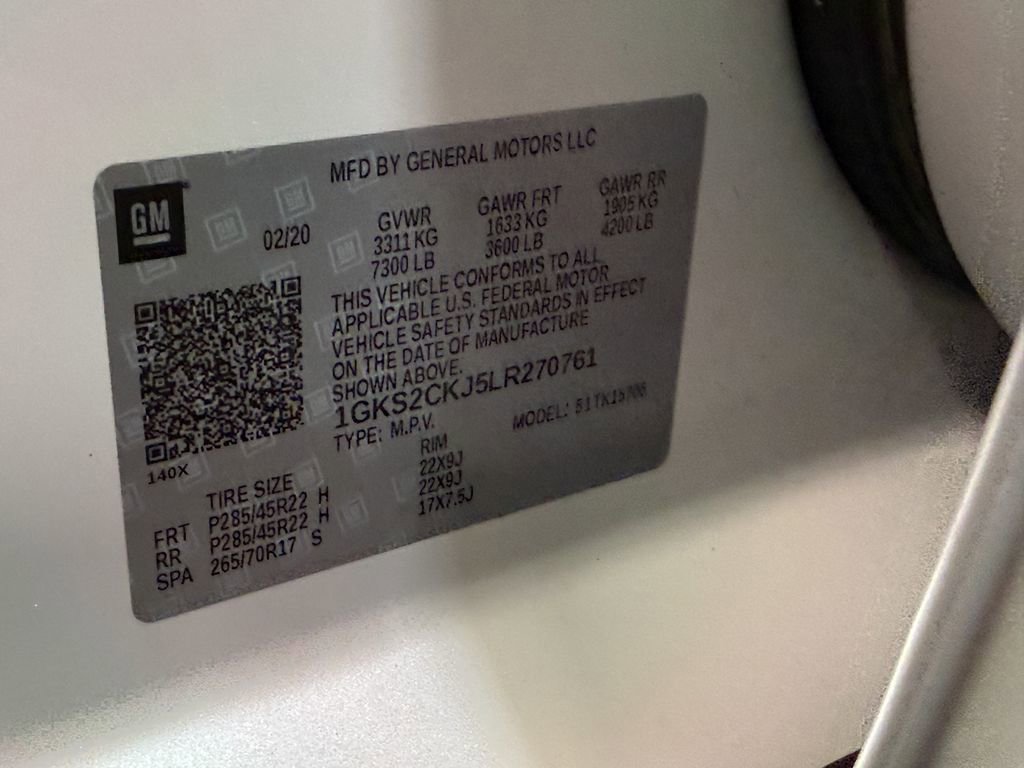 MFD BY GENERAL MOTORS LLC
GM
02/20
GVWR GAWR FRT GAWR RR
3311 KG 1633 KG 1905 KG
7300 LB 3600 LB 4200 LB
THIS VEHICLE CONFORMS TO ALL
APPLICABLE U.S. FEDERAL MOTOR
VEHICLE SAFETY STANDARDS IN EFFECT
ON THE DATE OF MANUFACTURE
SHOWN ABOVE.
1GKS2CKJ5LR270761
TYPE: M.P.V. MODEL:
140X
TIRE SIZE RIM
FRT P285/45R22 H 22X9J
RR P285/45R22 H 22X9J
SPA 265/70R17 S 17X7.5J